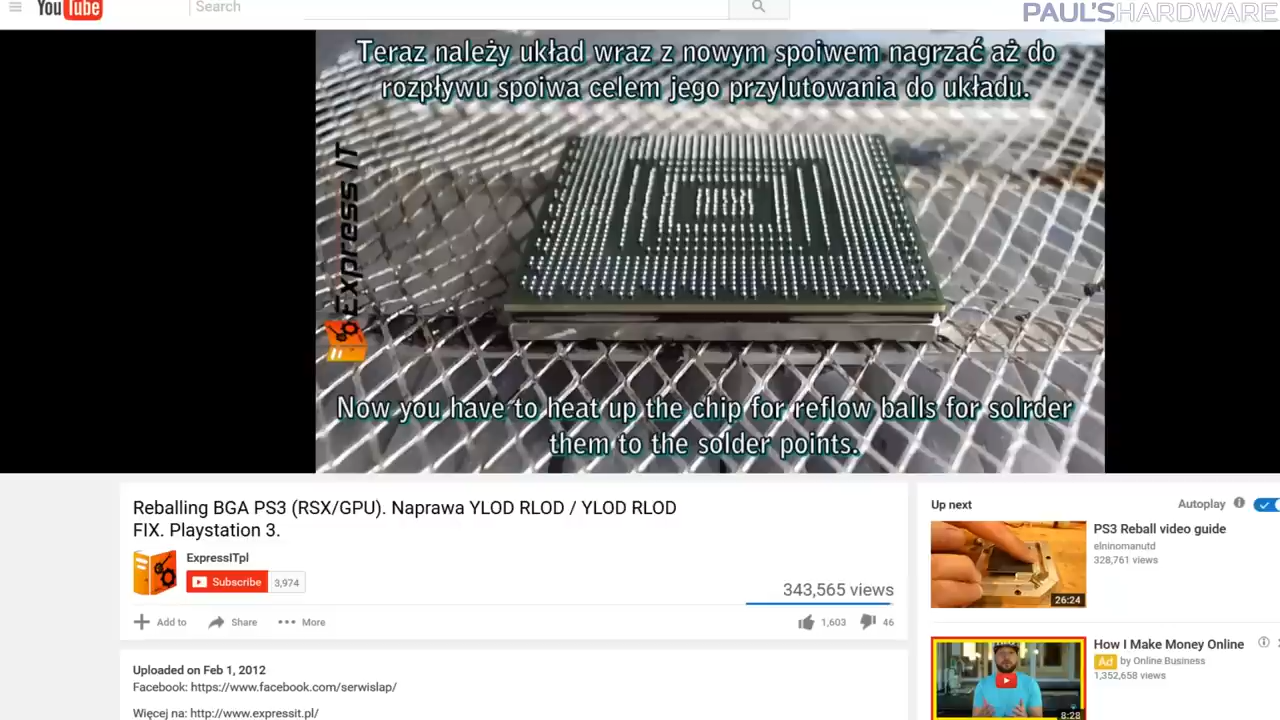 YouTube
Search
PAUL'SHARDWARE
Teraz należy układ wraz z nowym spoiwem nagrzać aż do
rozpływu spoiwa celem jego przylutowania do układu.
Express IT
Now you have to heat up the chip for reflow balls for solrder
them to the solder points.
Reballing BGA PS3 (RSX/GPU). Naprawa YLOD RLOD / YLOD RLOD
FIX. Playstation 3.
ExpressITpl
Subscribe 3,974
343,565 views
Add to Share More 1,603 46
Uploaded on Feb 1, 2012
Facebook: https://www.facebook.com/serwislap/
Więcej na: http://www.expressit.pl/
Up next Autoplay
PS3 Reball video guide
elninomanutd
328,761 views
26:24
How I Make Money Online
Ad by Online Business
1,352,658 views
8:28